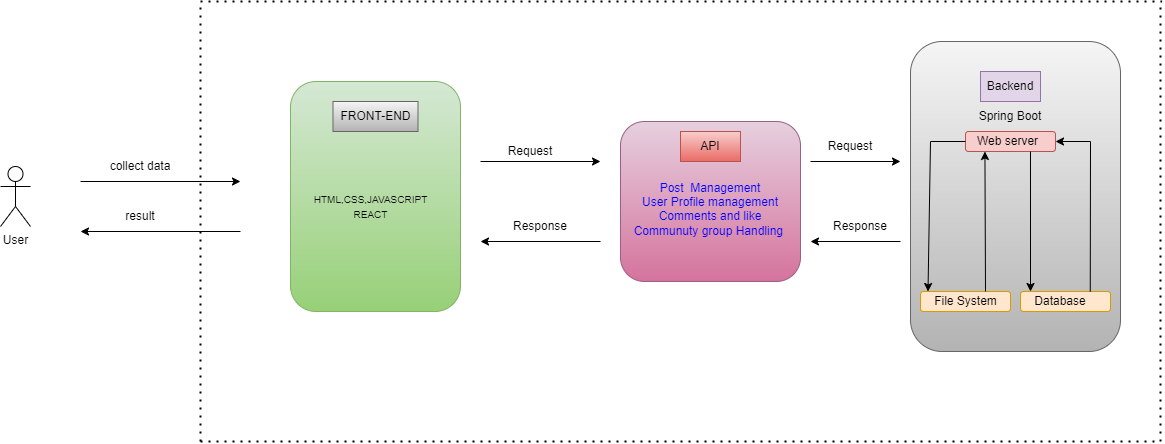 User
collect data
result
FRONT-END
HTML,CSS,JAVASCRIPT
REACT
Request
Response
API
Post Management
User Profile management
Comments and like
Communuty group Handling
Request
Response
Backend
Spring Boot
Web server
File System
Database